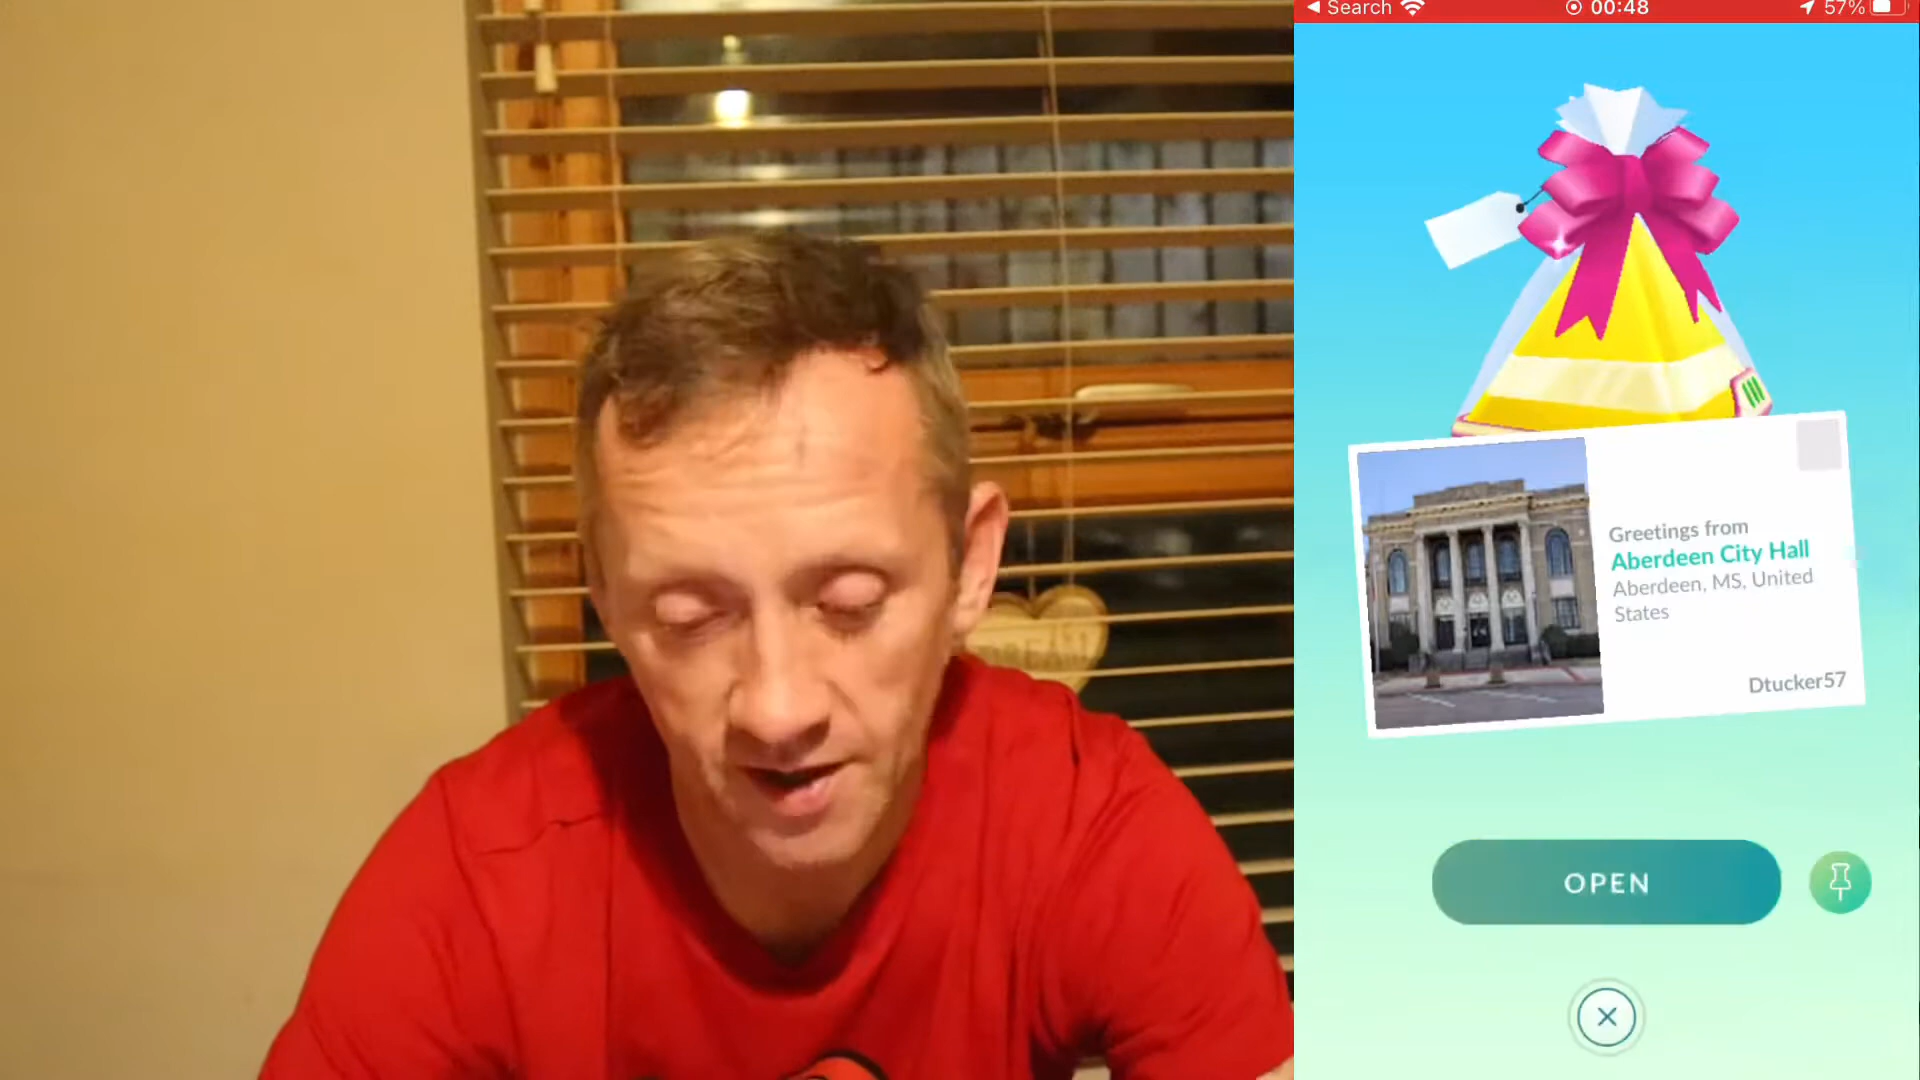 Search 00:48 57%
Greetings from
Aberdeen City Hall
Aberdeen, MS, United
States
Dtucker57
OPEN